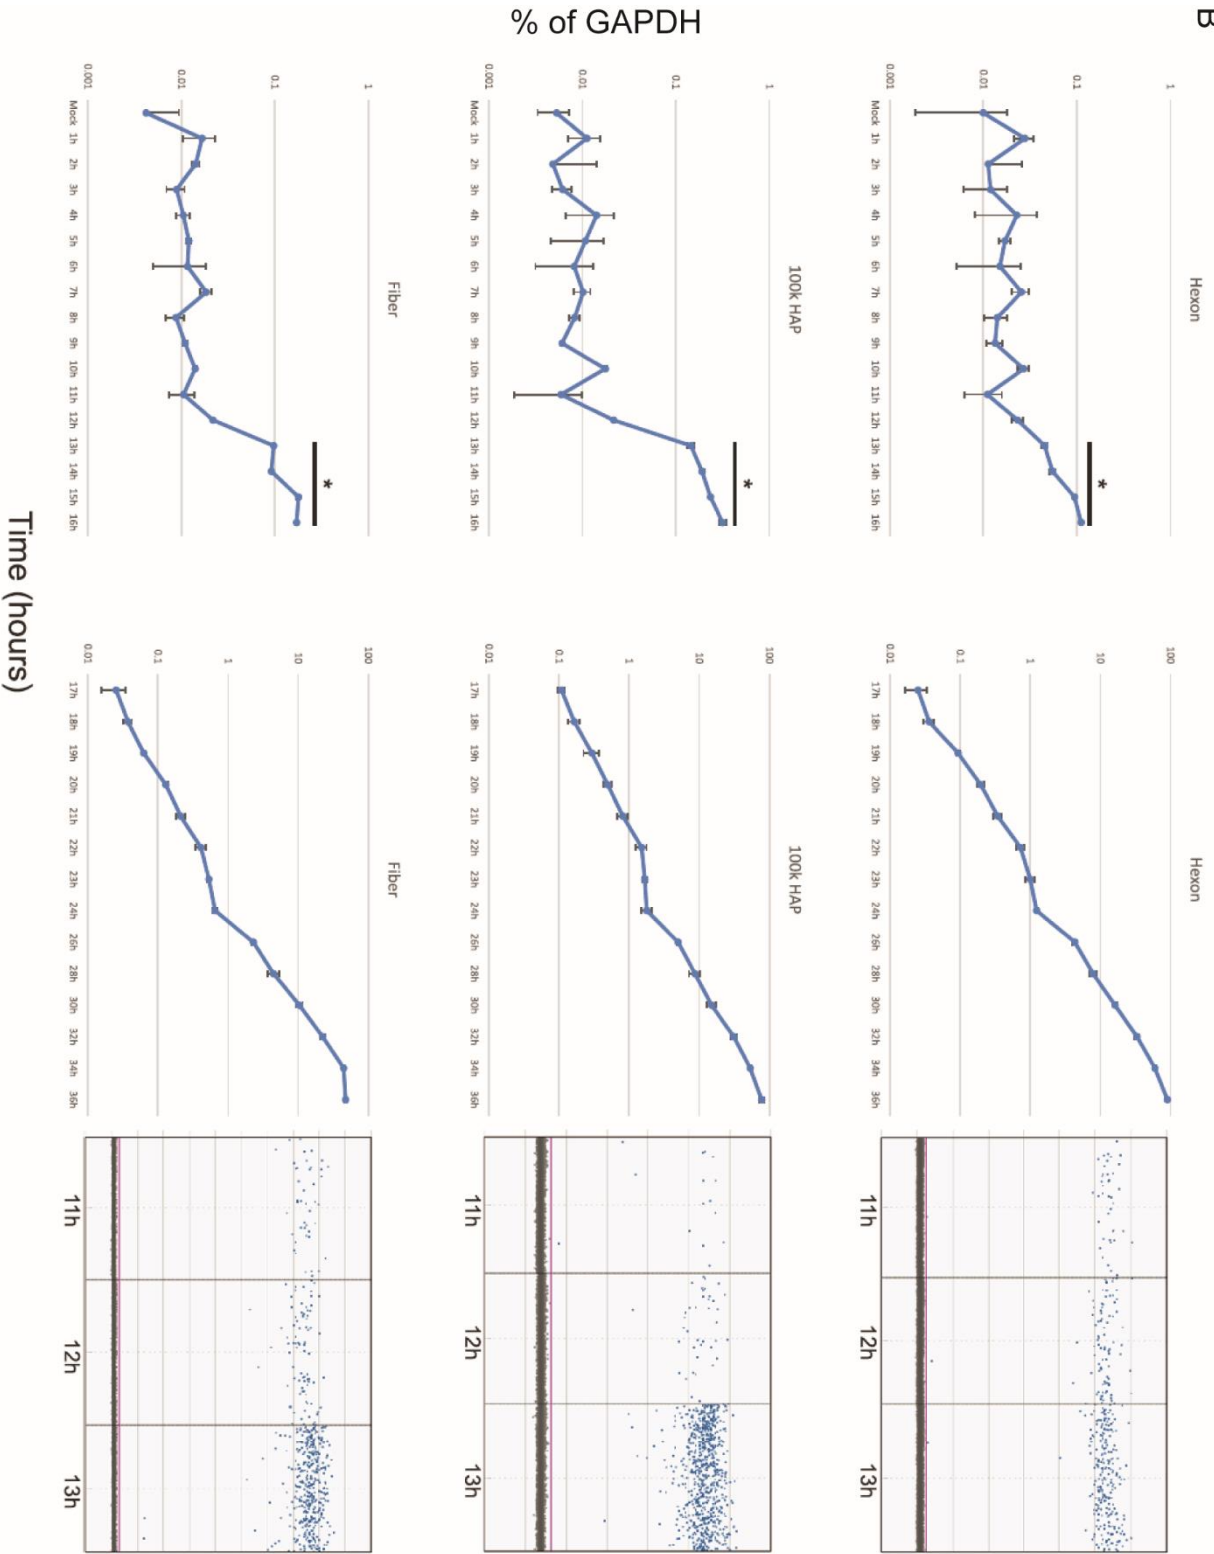 B
% of GAPDH
Time (hours)
Hexon
1
0.1
0.01
0.001
Mock 1h 2h 3h 4h 5h 6h 7h 8h 9h 10h 11h 12h 13h 14h 15h 16h
*
Hexon
100
10
1
0.1
0.01
17h 18h 19h 20h 21h 22h 23h 24h 26h 28h 30h 32h 34h 36h
11h 12h 13h
100k HAP
1
0.1
0.01
0.001
Mock 1h 2h 3h 4h 5h 6h 7h 8h 9h 10h 11h 12h 13h 14h 15h 16h
*
100k HAP
100
10
1
0.1
0.01
17h 18h 19h 20h 21h 22h 23h 24h 26h 28h 30h 32h 34h 36h
11h 12h 13h
Fiber
1
0.1
0.01
0.001
Mock 1h 2h 3h 4h 5h 6h 7h 8h 9h 10h 11h 12h 13h 14h 15h 16h
*
Fiber
100
10
1
0.1
0.01
17h 18h 19h 20h 21h 22h 23h 24h 26h 28h 30h 32h 34h 36h
11h 12h 13h